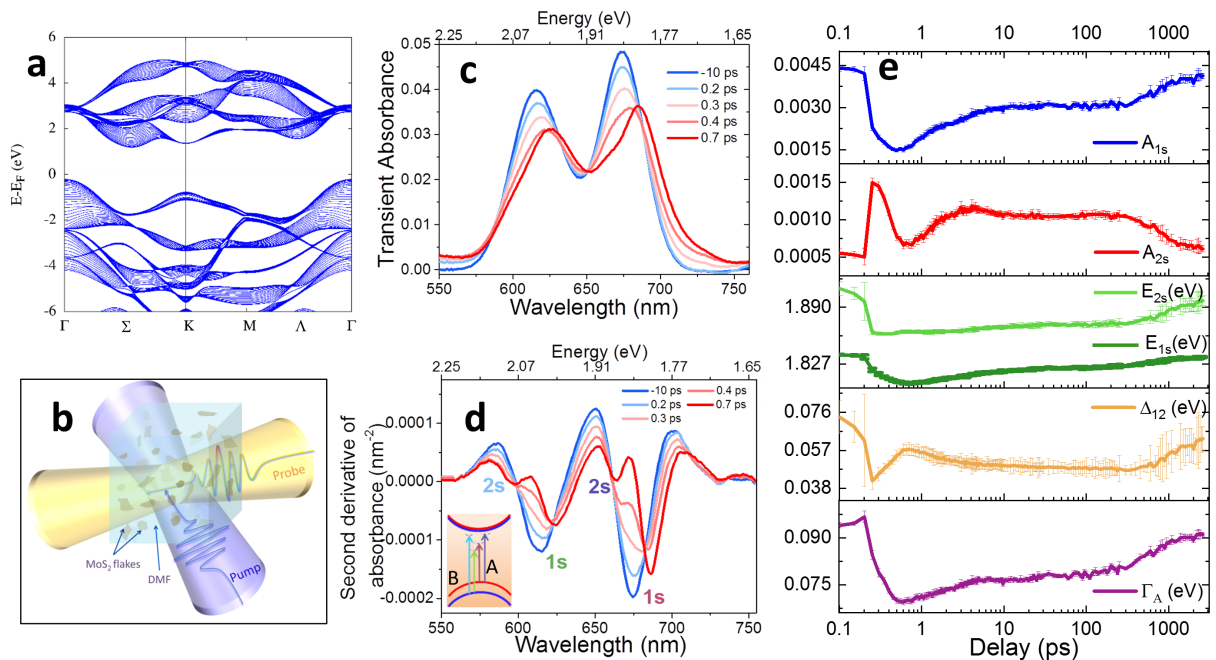 a
E-E_F (eV)
6
4
2
0
-2
-4
-6
Γ Σ K M Λ Γ
b
Probe
Pump
MoS₂ flakes
DMF
c
Energy (eV)
2.25 2.07 1.91 1.77 1.65
Transient Absorbance
0.05
0.04
0.03
0.02
0.01
0.00
-10 ps
0.2 ps
0.3 ps
0.4 ps
0.7 ps
550 600 650 700 750
Wavelength (nm)
d
Energy (eV)
2.25 2.07 1.91 1.77 1.65
Second derivative of
absorbance (nm⁻²)
0.0001
0.0000
-0.0001
-0.0002
-10 ps
0.2 ps
0.3 ps
0.4 ps
0.7 ps
2s
2s
1s
1s
B
A
550 600 650 700 750
Wavelength (nm)
e
0.1 1 10 100 1000
0.0045
0.0030
0.0015
A₁ₛ
0.0015
0.0010
0.0005
A₂ₛ
1.890
1.827
E₂ₛ(eV)
E₁ₛ(eV)
0.076
0.038
Δ₁₂ (eV)
0.090
0.075
Γ_A (eV)
0.1 1 10 100 1000
Delay (ps)